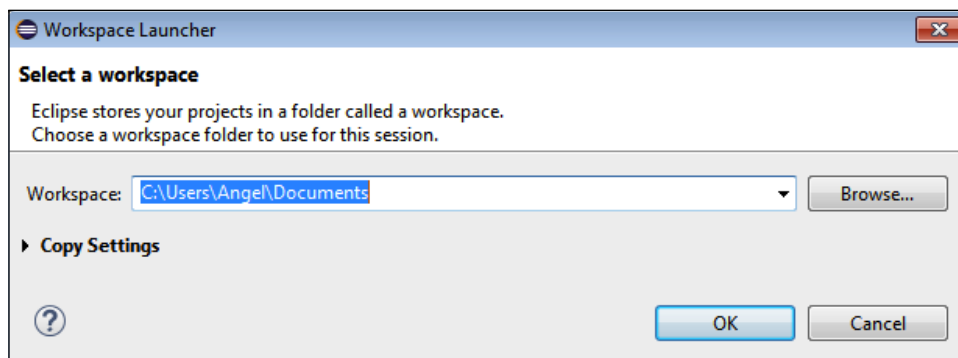 Workspace Launcher
Select a workspace
Eclipse stores your projects in a folder called a workspace.
Choose a workspace folder to use for this session.
Workspace: C:\Users\Angel\Documents Browse...
Copy Settings
? OK Cancel